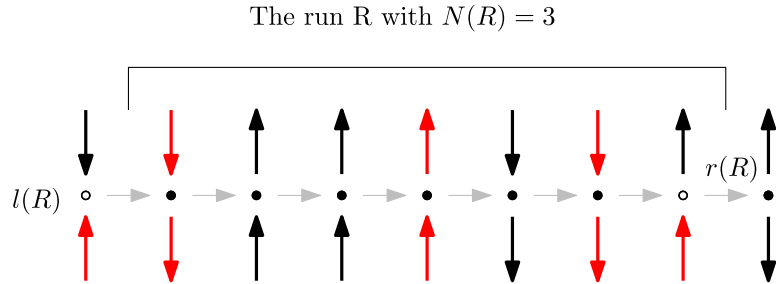 The run R with N(R) = 3
r(R)
l(R)